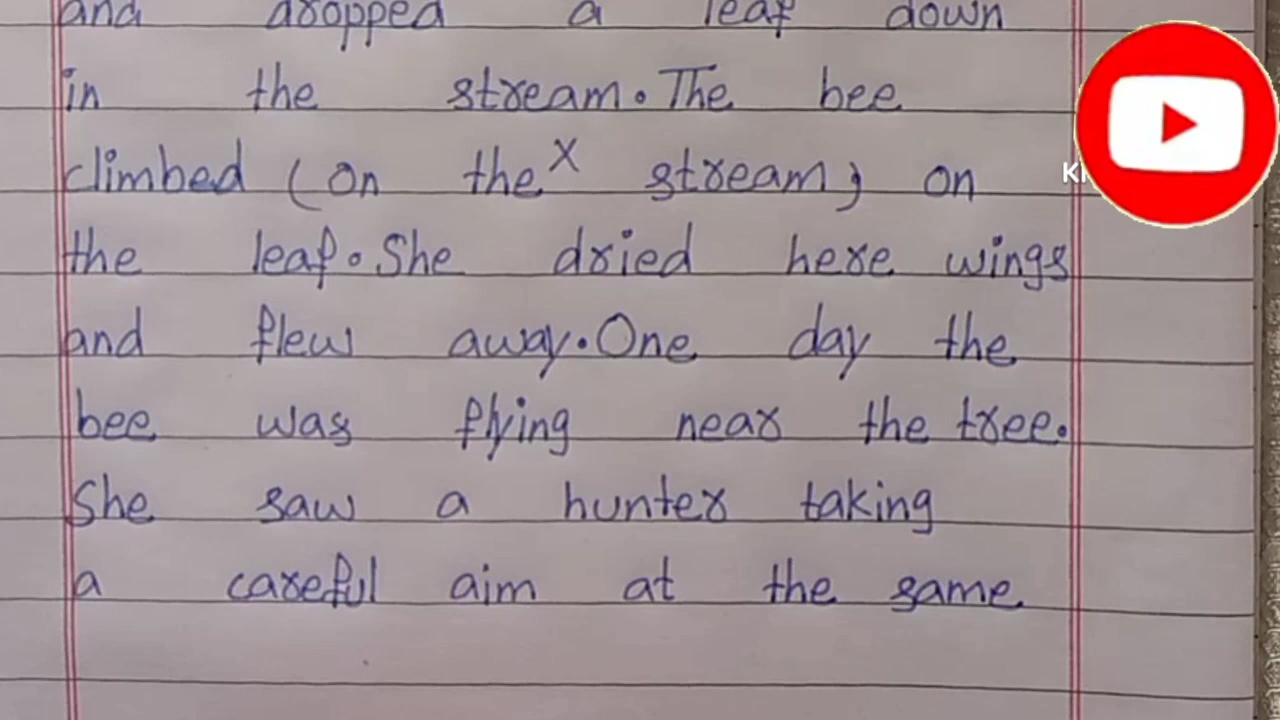 and dropped a leaf down
in the stream. The bee
climbed (on the x stream) on
the leaf. She dried here wings
and flew away. One day the
bee was flying near the tree.
She saw a hunter taking
a careful aim at the same